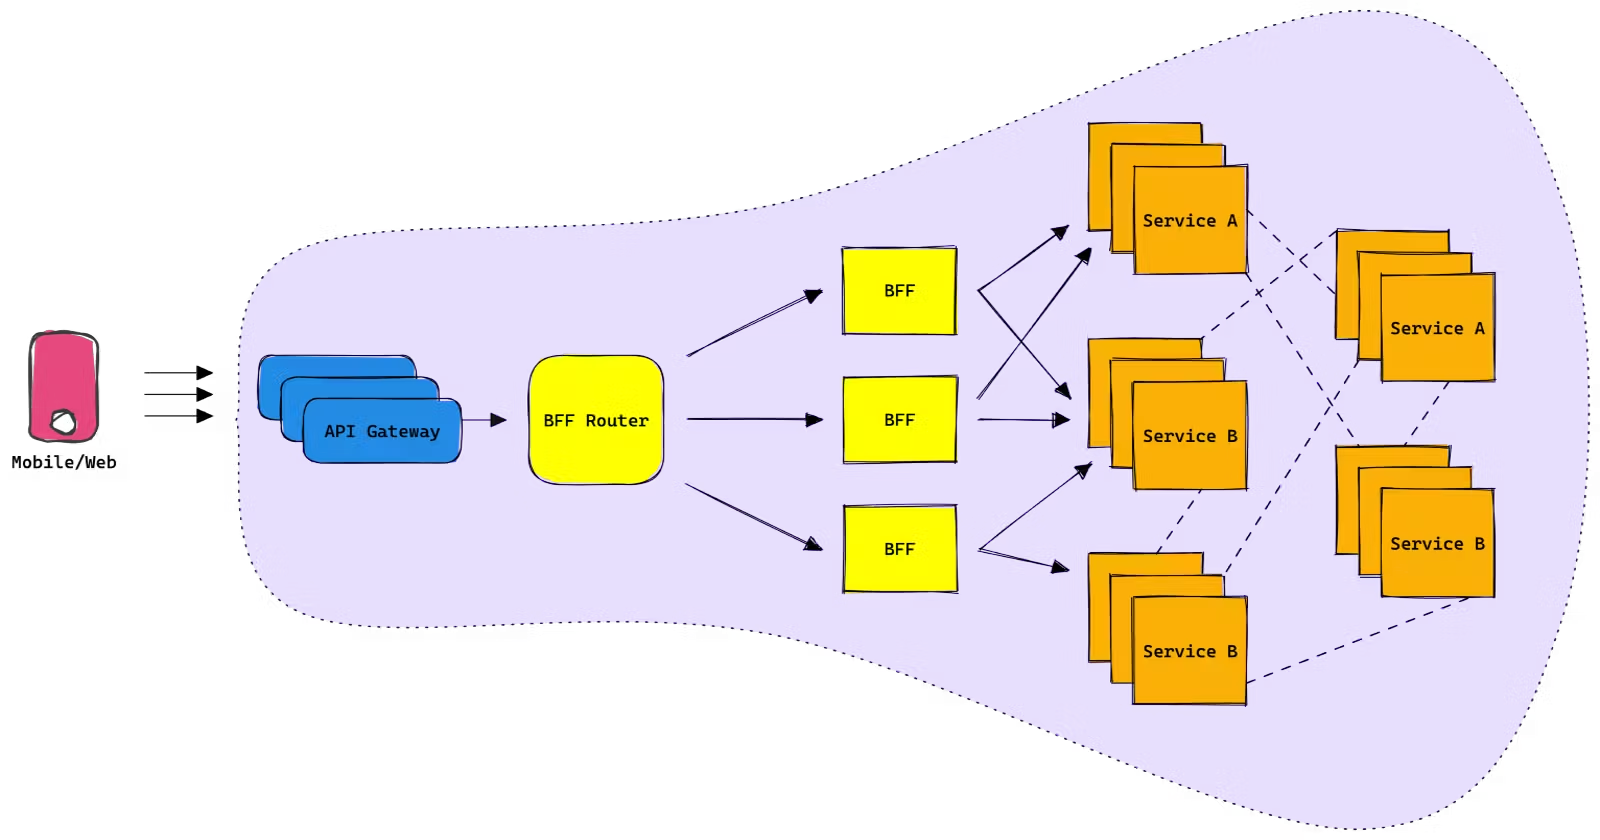 Mobile/Web
API Gateway
BFF Router
BFF
BFF
BFF
Service A
Service B
Service B
Service A
Service B